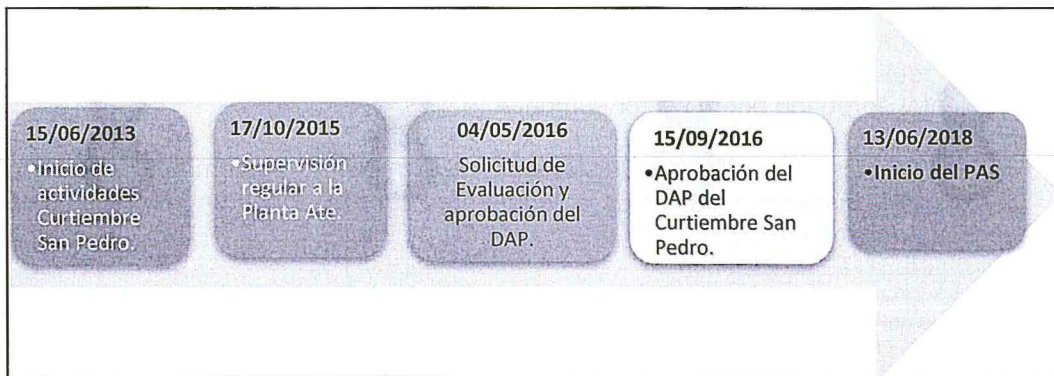 15/06/2013
•Inicio de
actividades
Curtiembre
San Pedro.
17/10/2015
•Supervisión
regular a la
Planta Ate.
04/05/2016
Solicitud de
Evaluación y
aprobación del
DAP.
15/09/2016
•Aprobación del
DAP del
Curtiembre San
Pedro.
13/06/2018
•Inicio del PAS